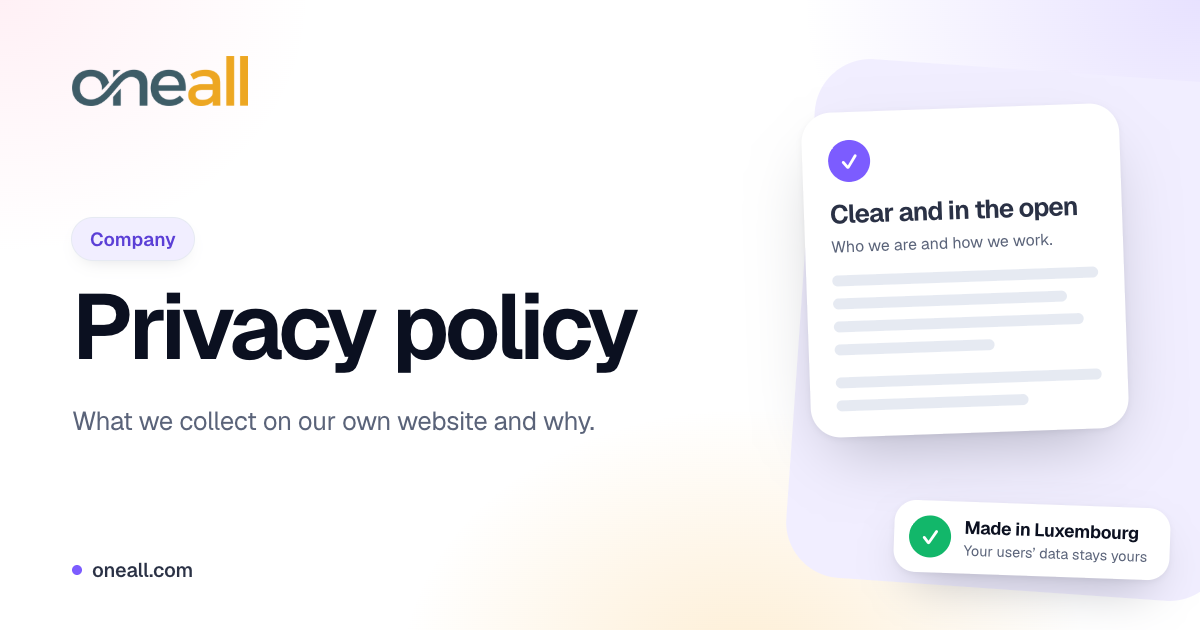 oneall
Company
Privacy policy
What we collect on our own website and why.
oneall.com
Clear and in the open
Who we are and how we work.
Made in Luxembourg
Your users’ data stays yours